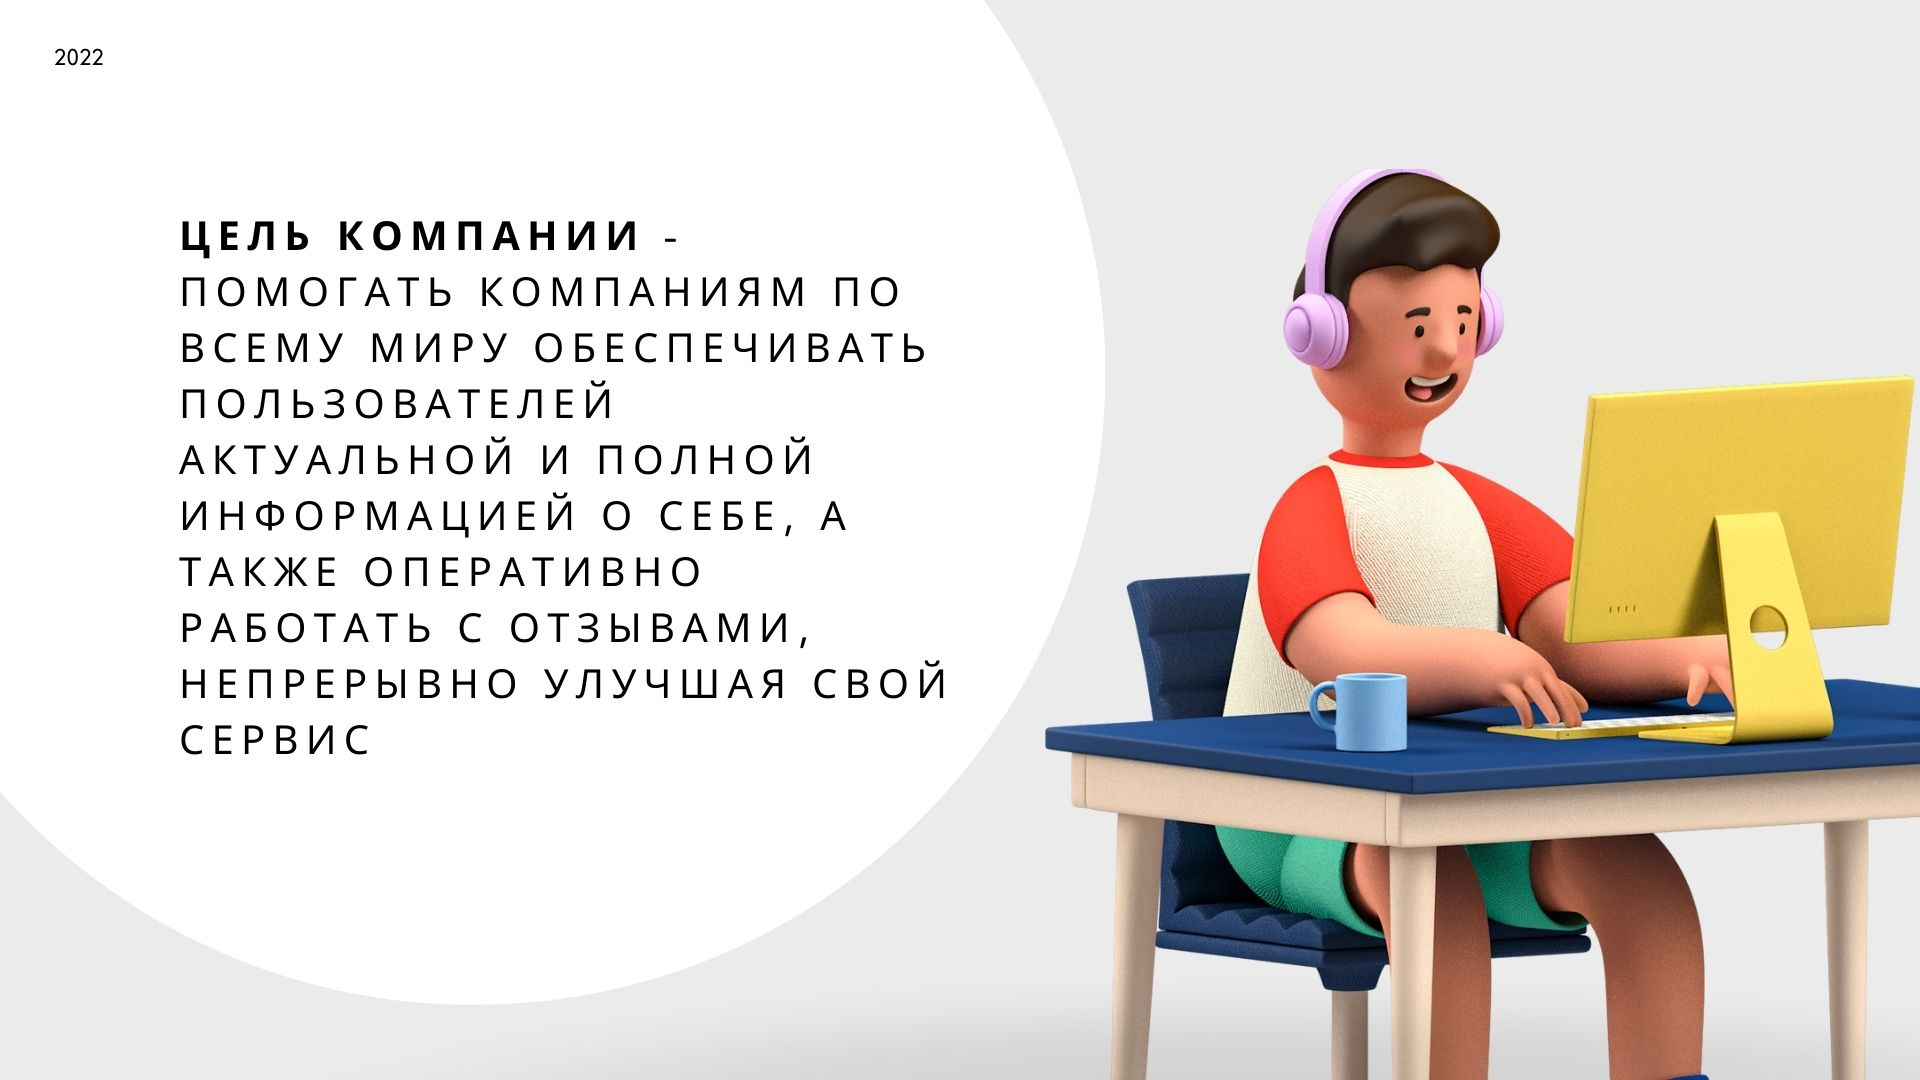 2022
ЦЕЛЬ КОМПАНИИ -
ПОМОГАТЬ КОМПАНИЯМ ПО
ВСЕМУ МИРУ ОБЕСПЕЧИВАТЬ
ПОЛЬЗОВАТЕЛЕЙ
АКТУАЛЬНОЙ И ПОЛНОЙ
ИНФОРМАЦИЕЙ О СЕБЕ, А
ТАКЖЕ ОПЕРАТИВНО
РАБОТАТЬ С ОТЗЫВАМИ,
НЕПРЕРЫВНО УЛУЧШАЯ СВОЙ
СЕРВИС